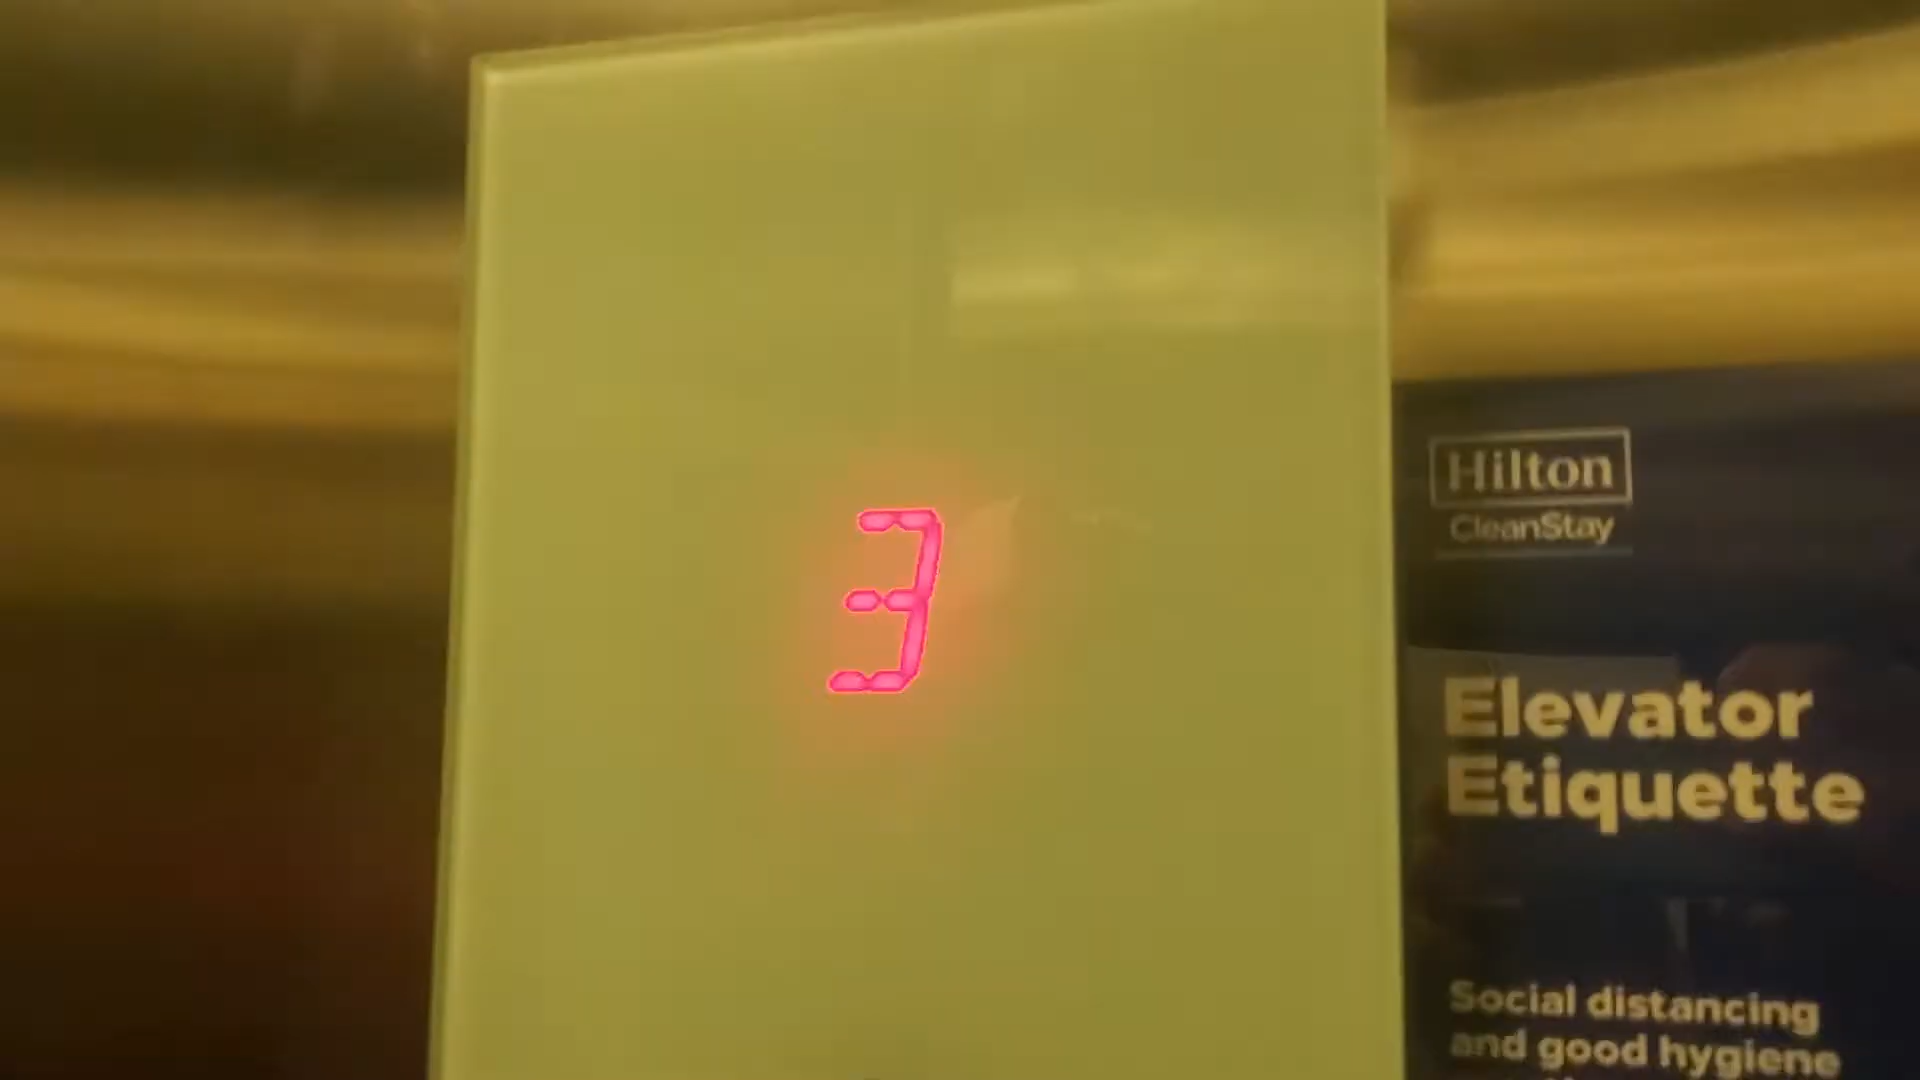 3
Hilton
CleanStay
Elevator
Etiquette
Social distancing
and good hygiene